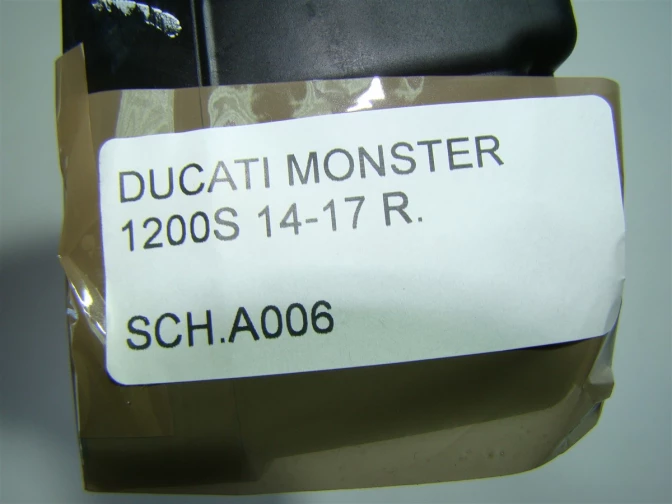 DUCATI MONSTER
1200S 14-17 R.
SCH.A006